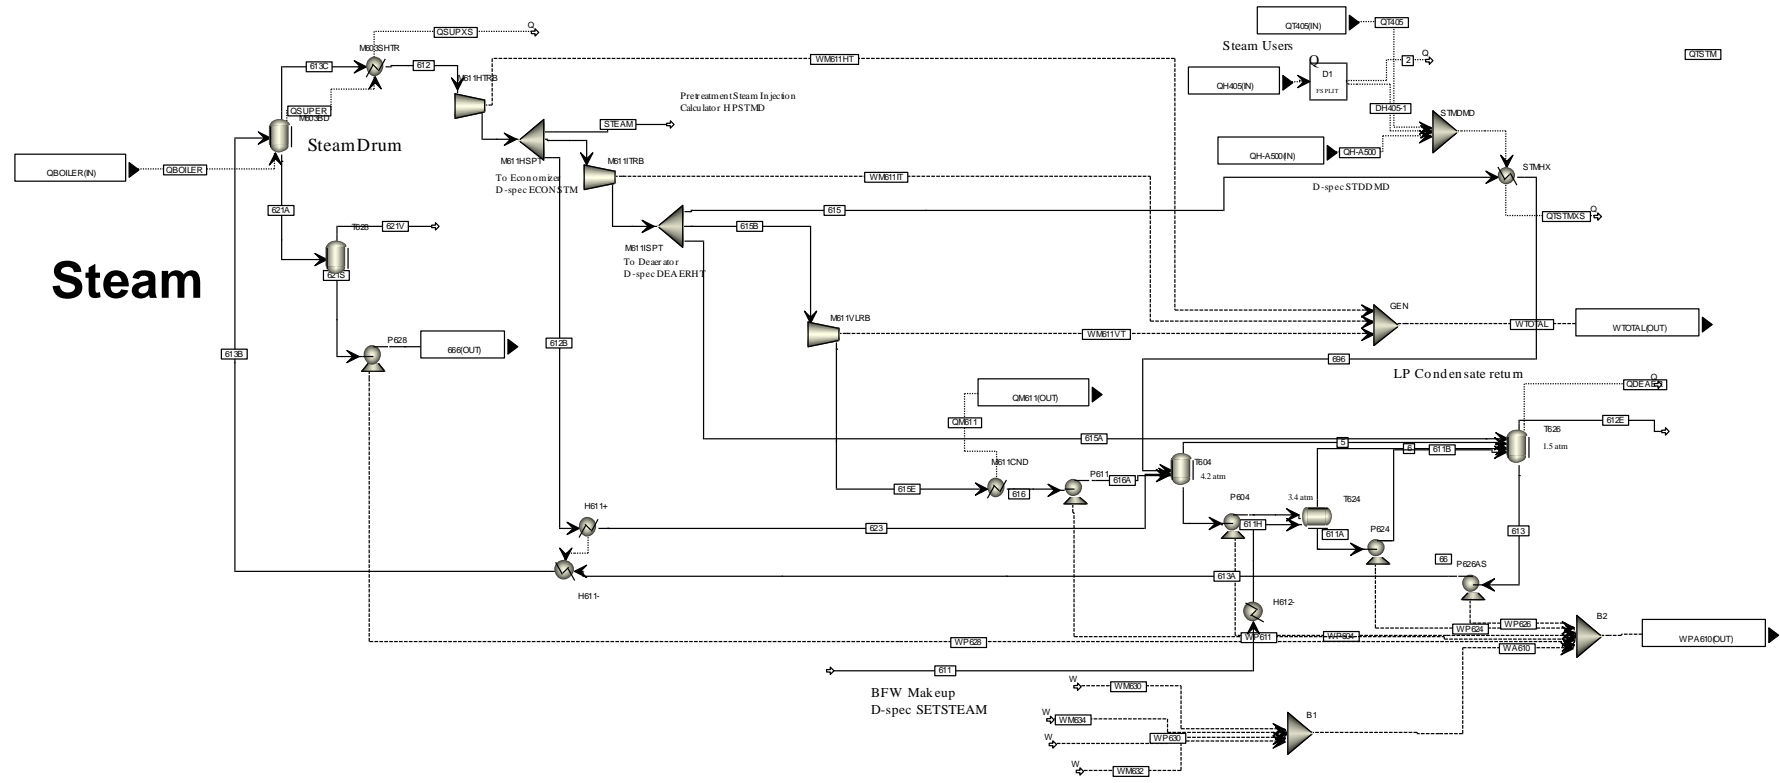 QT405(IN)
QT405
QSUPXS
Q
Steam Users
QTSTM
M603SHTR
Q
Q
2
613C
612
M611HTRB
WM611HT
QH405(IN)
D1
FSPLIT
Pretreatment Steam Injection
Calculator HPSTMD
QSUPER
M603BD
DH405-1
STMDMD
STEAM
SteamDrum
QH-A500(IN)
QH-A500
QBOILER(IN)
QBOILER
M611HSPT
M611ITRB
STMHX
To Economizer
D-spec ECONSTM
WM611IT
D-spec STDDMD
621A
615
QTSTMXS
Q
T628
621V
615B
M611ISPT
To Deaerator
D-spec DEAERHT
621S
Steam
GEN
M611VLRB
WM611VT
WTOTAL
WTOTAL(OUT)
P628
666(OUT)
612B
613B
696
LP Condensate return
QM611(OUT)
Q
QM611
612E
T626
1.5 atm
615A
5
6
611B
M611CND
P611
616A
T604
4.2 atm
615E
616
3.4 atm
T624
P604
H611+
623
611H
611A
P624
613
66
P626AS
613A
H611-
H612-
B2
WP626
WP624
WP611
WP604
WPA610(OUT)
WP628
WA610
611
BFW Makeup
D-spec SETSTEAM
W
WM630
W
WM634
B1
W
WP630
W
WM632